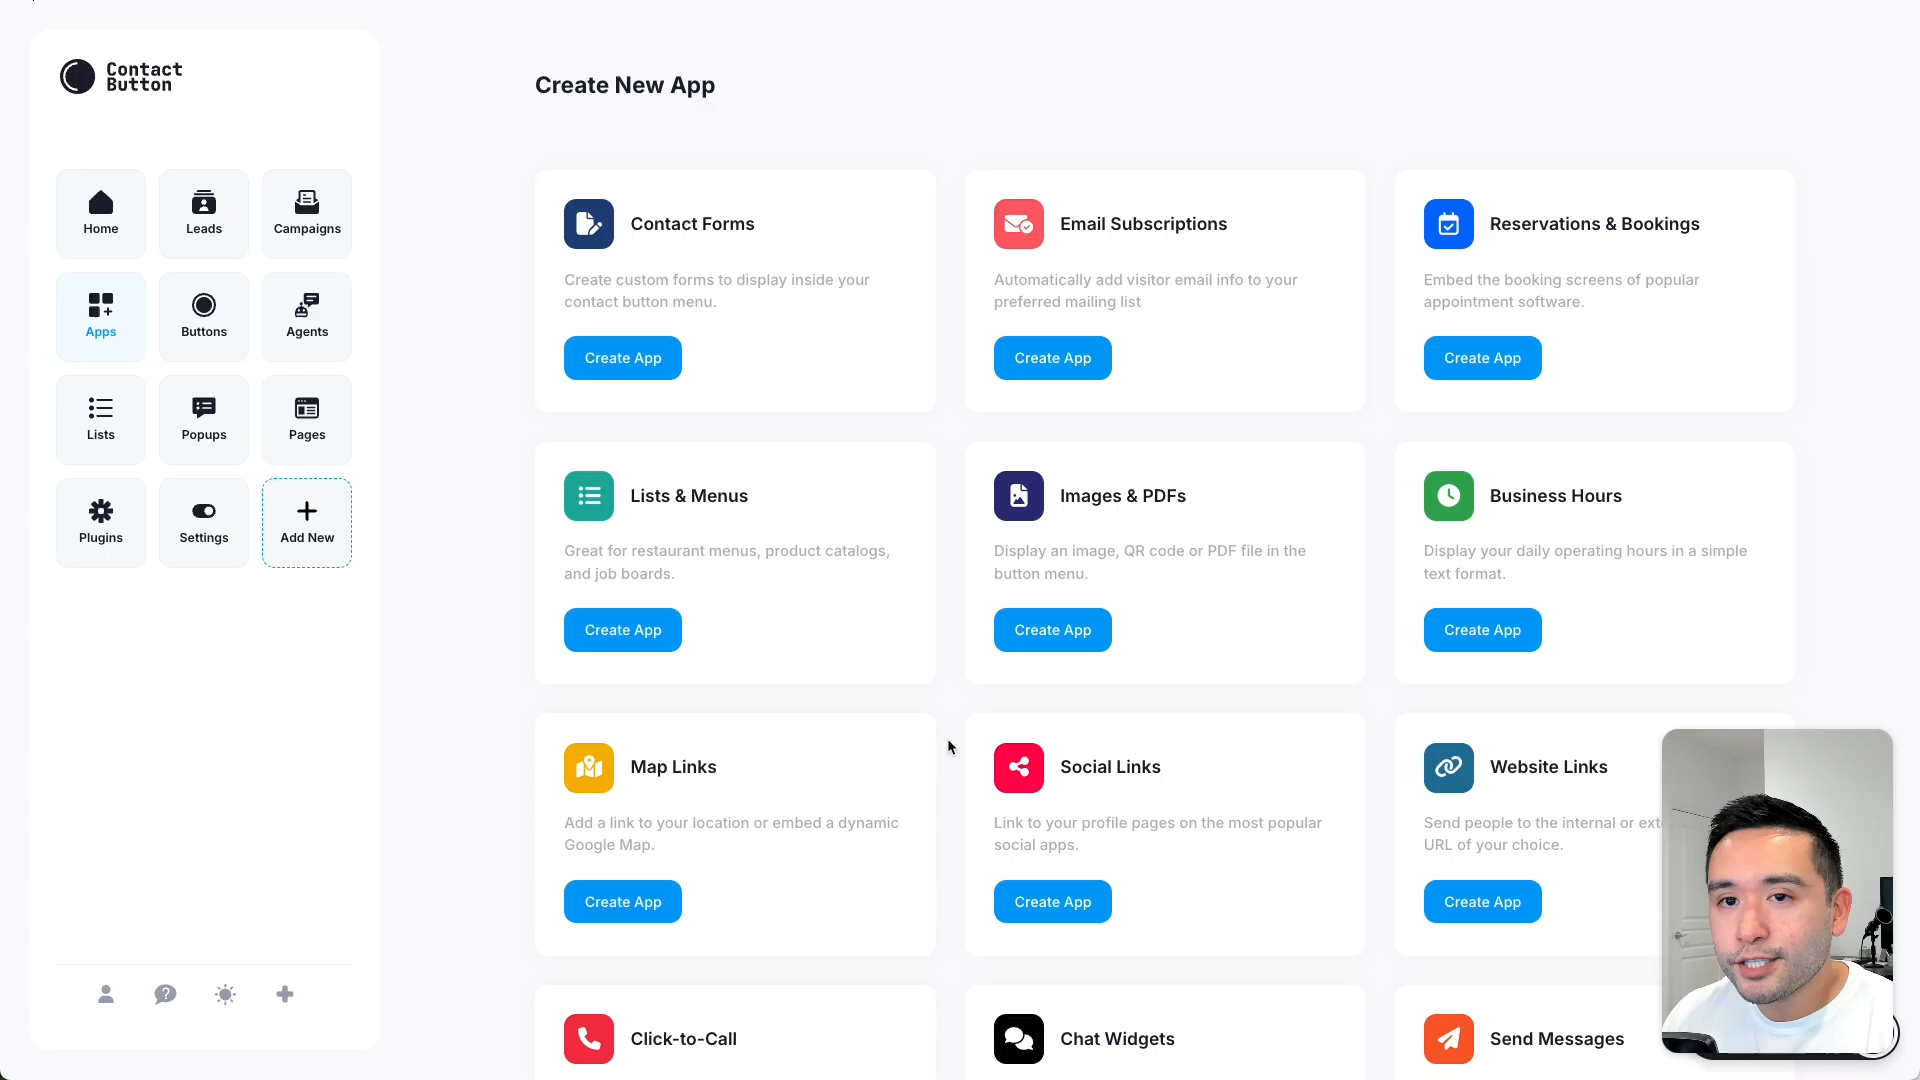 Contact
Button
Home
Leads
Campaigns
Apps
Buttons
Agents
Lists
Popups
Pages
Plugins
Settings
Add New
Create New App
Contact Forms
Create custom forms to display inside your
contact button menu.
Create App
Email Subscriptions
Automatically add visitor email info to your
preferred mailing list
Create App
Reservations & Bookings
Embed the booking screens of popular
appointment software.
Create App
Lists & Menus
Great for restaurant menus, product catalogs,
and job boards.
Create App
Images & PDFs
Display an image, QR code or PDF file in the
button menu.
Create App
Business Hours
Display your daily operating hours in a simple
text format.
Create App
Map Links
Add a link to your location or embed a dynamic
Google Map.
Create App
Social Links
Link to your profile pages on the most popular
social apps.
Create App
Website Links
Send people to the internal or
URL of your choice.
Create App
Click-to-Call
Chat Widgets
Send Messages